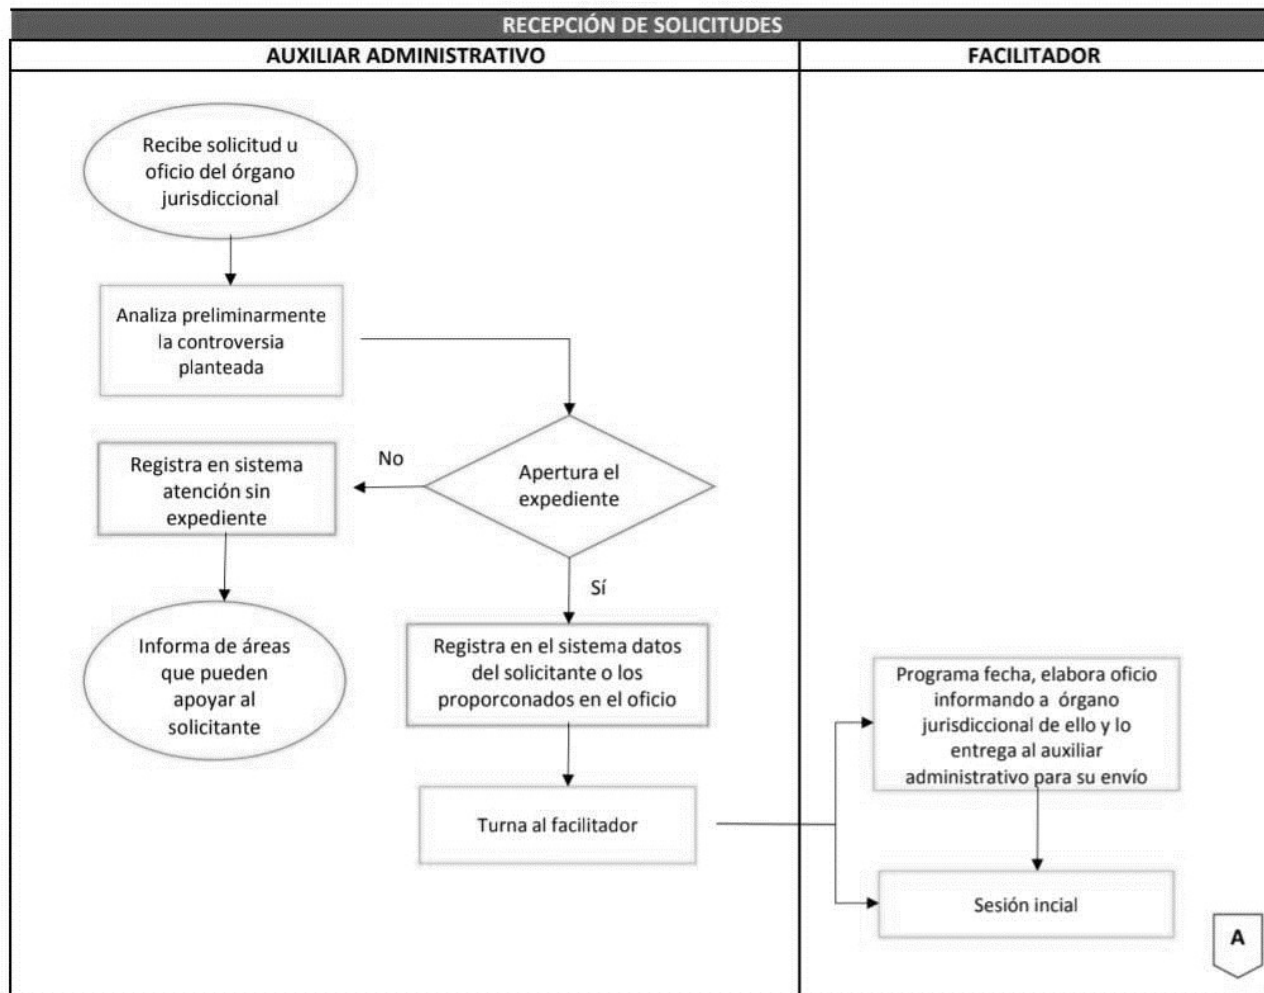 RECEPCIÓN DE SOLICITUDES
AUXILIAR ADMINISTRATIVO
FACILITADOR
Recibe solicitud u
oficio del órgano
jurisdiccional
Analiza preliminarmente
la controversia
planteada
Apertura el
expediente
No
Registra en sistema
atención sin
expediente
Informa de áreas
que pueden
apoyar al
solicitante
Sí
Registra en el sistema datos
del solicitante o los
proporconados en el oficio
Turna al facilitador
Programa fecha, elabora oficio
informando a órgano
jurisdiccional de ello y lo
entrega al auxiliar
administrativo para su envío
Sesión incial
A